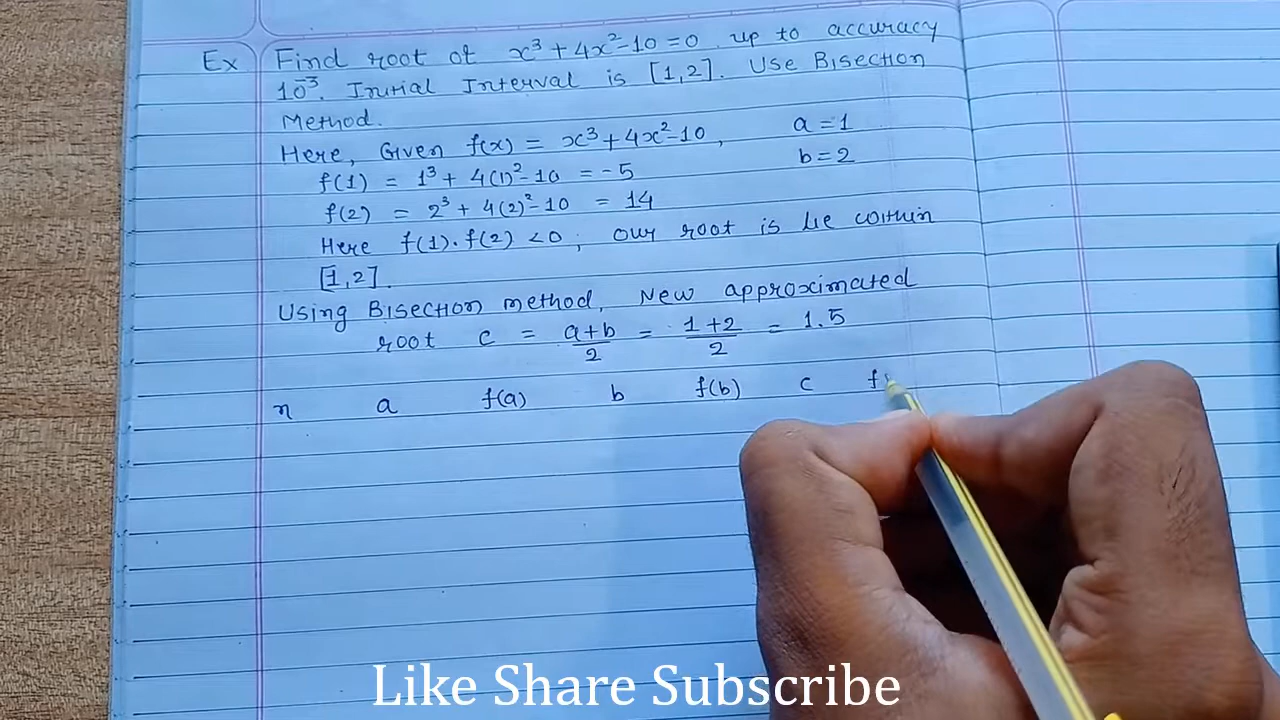 Ex Find root of x³ + 4x² - 10 = 0 up to accuracy
10⁻³. Initial Interval is [1,2]. Use Bisection
Method.
Here, Given f(x) = x³ + 4x² - 10 , a = 1
f(1) = 1³ + 4(1)² - 10 = -5 b = 2
f(2) = 2³ + 4(2)² - 10 = 14
Here f(1).f(2) < 0 ; our root is lie within
[1,2].
Using Bisection method, New approximated
root c = a+b/2 = 1+2/2 = 1.5
n a f(a) b f(b) c f
Like Share Subscribe